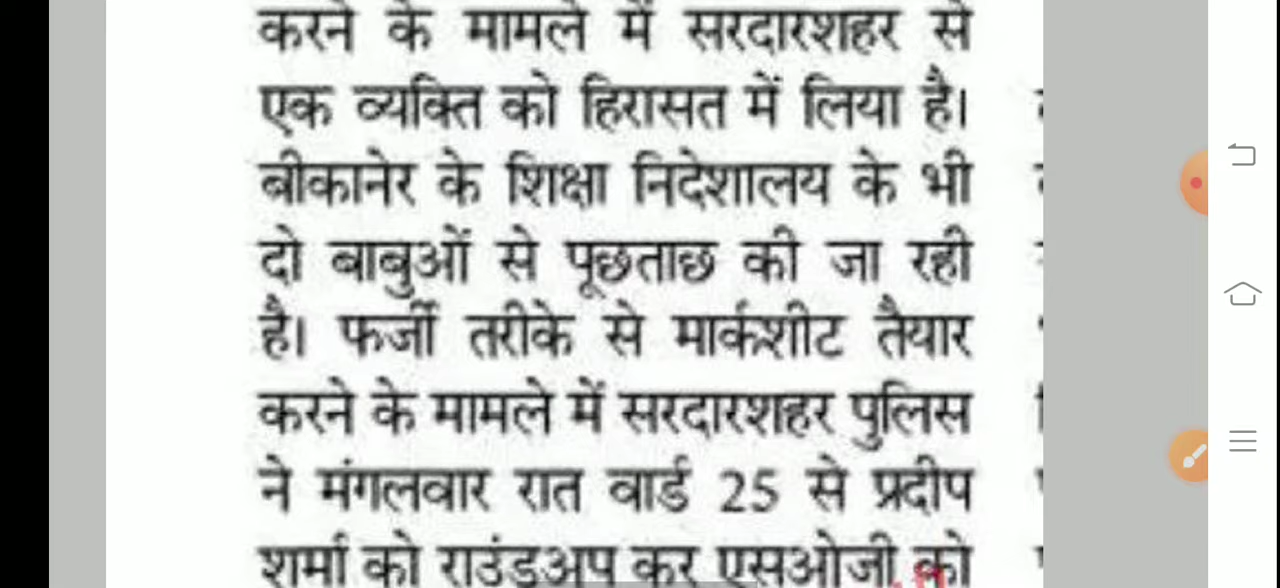 करने के मामले में सरदारशहर से
एक व्यक्ति को हिरासत में लिया है।
बीकानेर के शिक्षा निदेशालय के भी
दो बाबुओं से पूछताछ की जा रही
है। फर्जी तरीके से मार्कशीट तैयार
करने के मामले में सरदारशहर पुलिस
ने मंगलवार रात वार्ड 25 से प्रदीप
शर्मा को राउंडअप कर एसओजी को